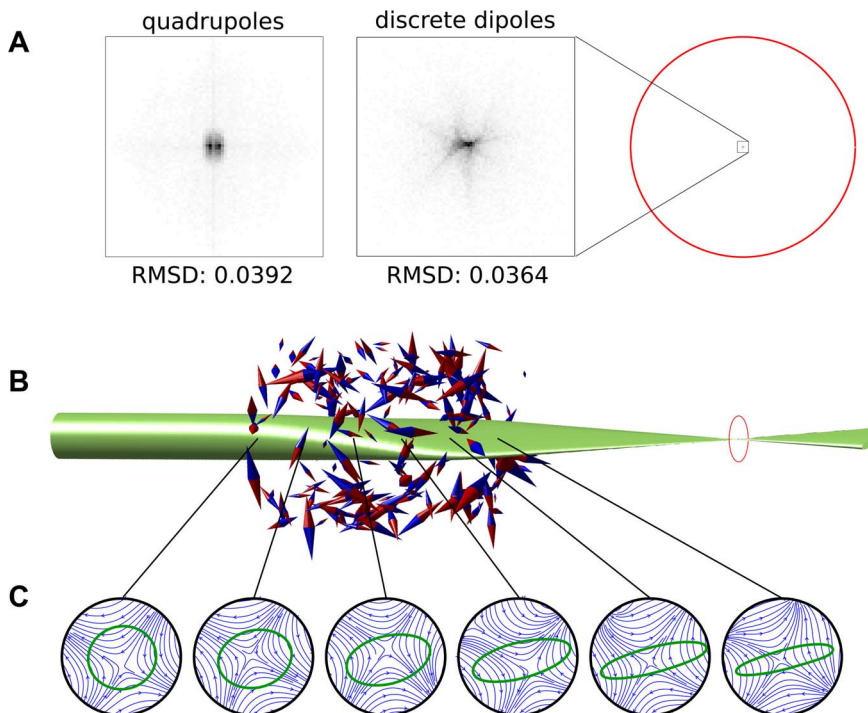 A
quadrupoles
discrete dipoles
RMSD: 0.0392
RMSD: 0.0364
B
C